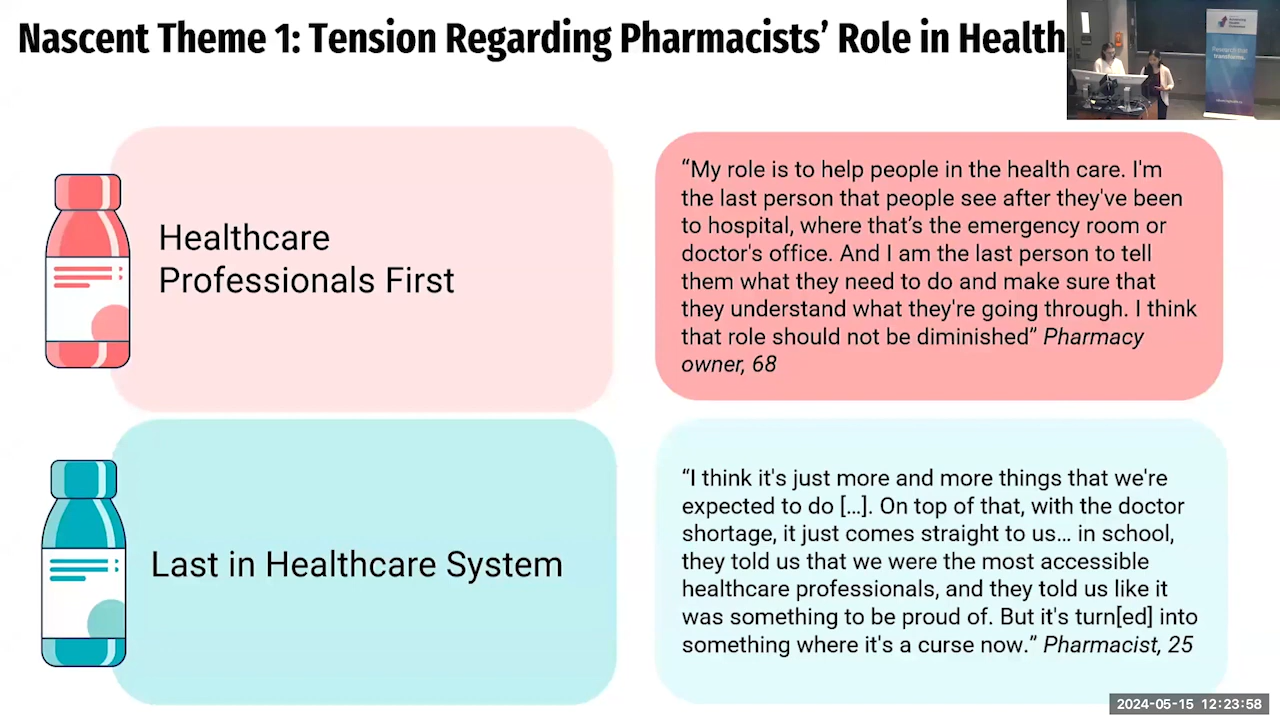 Nascent Theme 1: Tension Regarding Pharmacists’ Role in Health
Research that
transforms.
Healthcare
Professionals First
“My role is to help people in the health care. I'm
the last person that people see after they've been
to hospital, where that’s the emergency room or
doctor's office. And I am the last person to tell
them what they need to do and make sure that
they understand what they're going through. I think
that role should not be diminished” Pharmacy
owner, 68
Last in Healthcare System
“I think it's just more and more things that we're
expected to do [...]. On top of that, with the doctor
shortage, it just comes straight to us... in school,
they told us that we were the most accessible
healthcare professionals, and they told us like it
was something to be proud of. But it's turn[ed] into
something where it's a curse now.” Pharmacist, 25
2024-05-15 12:23:58